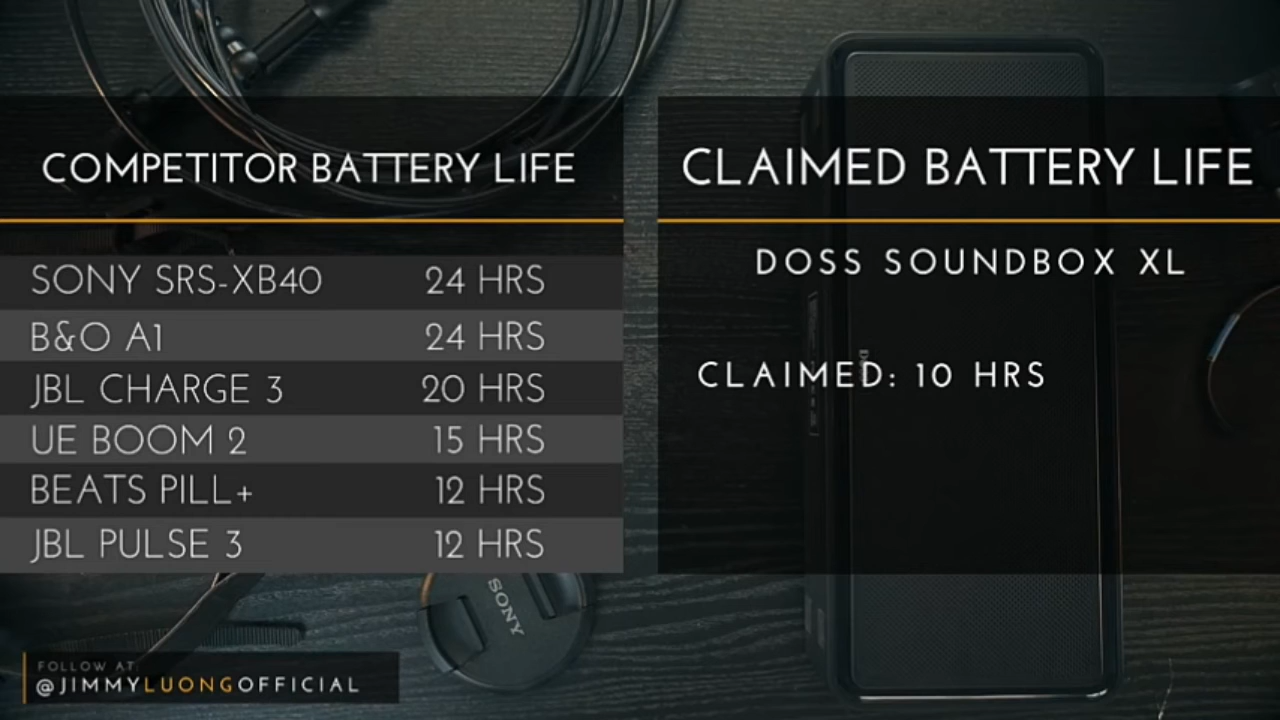 COMPETITOR BATTERY LIFE
SONY SRS-XB40 24 HRS
B&O A1 24 HRS
JBL CHARGE 3 20 HRS
UE BOOM 2 15 HRS
BEATS PILL+ 12 HRS
JBL PULSE 3 12 HRS
CLAIMED BATTERY LIFE
DOSS SOUNDBOX XL
CLAIMED: 10 HRS
SONY
FOLLOW AT:
@JIMMYLUONGOFFICIAL